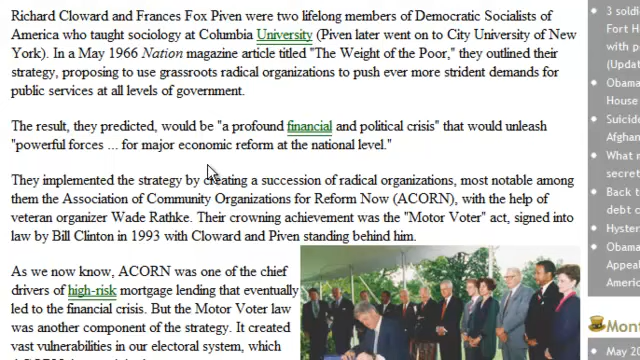 Richard Cloward and Frances Fox Piven were two lifelong members of Democratic Socialists of
America who taught sociology at Columbia University (Piven later went on to City University of New
York). In a May 1966 Nation magazine article titled "The Weight of the Poor," they outlined their
strategy, proposing to use grassroots radical organizations to push ever more strident demands for
public services at all levels of government.
The result, they predicted, would be "a profound financial and political crisis" that would unleash
"powerful forces ... for major economic reform at the national level."
They implemented the strategy by creating a succession of radical organizations, most notable among
them the Association of Community Organizations for Reform Now (ACORN), with the help of
veteran organizer Wade Rathke. Their crowning achievement was the "Motor Voter" act, signed into
law by Bill Clinton in 1993 with Cloward and Piven standing behind him.
As we now know, ACORN was one of the chief
drivers of high-risk mortgage lending that eventually
led to the financial crisis. But the Motor Voter law
was another component of the strategy. It created
vast vulnerabilities in our electoral system, which
3 soldi
Fort H
with p
(Updat
Obama
House
Suicide
Afghan
What n
secret
Back t
debt c
Hyster
Obama
Appeal
Americ
Mont
May 20